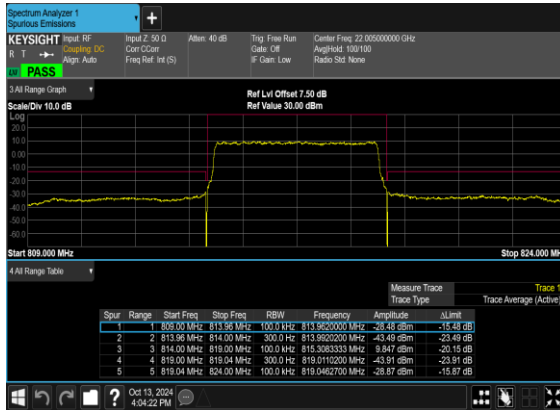 Spectrum Analyzer 1
Spurious Emissions
KEYSIGHT Input: RF Input Z: 50 Ω Atten: 40 dB Trig: Free Run Center Freq: 22.005000000 GHz
R T Coupling: DC Corr CCorr Gate: Off Avg|Hold: 100/100
Align: Auto Freq Ref: Int (S) IF Gain: Low Radio Std: None
PASS
3 All Range Graph
Ref Lvl Offset 7.50 dB
Scale/Div 10.0 dB Ref Value 30.00 dBm
Log
20.0
10.0
0.00
-10.0
-20.0
-30.0
-40.0
-50.0
-60.0
Start 809.000 MHz Stop 824.000 MH
4 All Range Table
Measure Trace Trace 1
Trace Type Trace Average (Active)
Spur Range Start Freq Stop Freq RBW Frequency Amplitude ΔLimit
1 1 809.00 MHz 813.96 MHz 100.0 kHz 813.9620000 MHz -28.48 dBm -15.48 dB
2 2 813.96 MHz 814.00 MHz 300.0 Hz 813.9920200 MHz -43.49 dBm -23.49 dB
3 3 814.00 MHz 819.00 MHz 100.0 kHz 815.3083333 MHz 9.847 dBm -20.15 dB
4 4 819.00 MHz 819.04 MHz 300.0 Hz 819.0110200 MHz -43.91 dBm -23.91 dB
5 5 819.04 MHz 824.00 MHz 100.0 kHz 819.0462700 MHz -28.87 dBm -15.87 dB
? Oct 13, 2024
4:04:22 PM